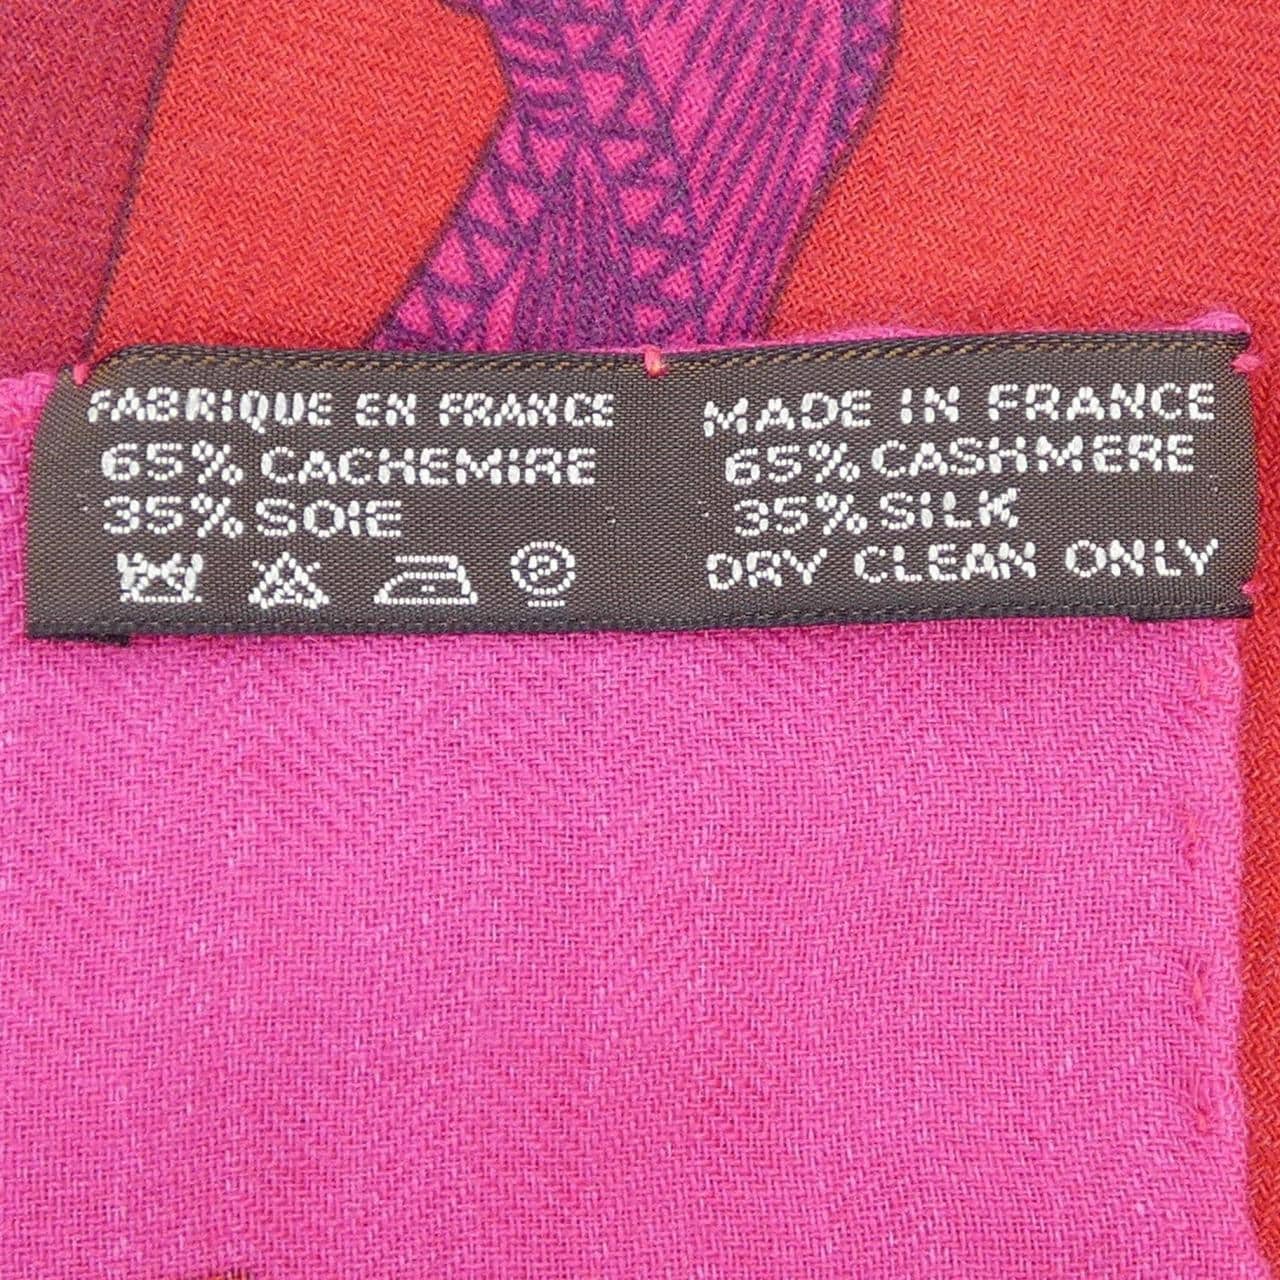 FABRIQUE EN FRANCE
65% CACHEMIRE
35% SOIE
P
MADE IN FRANCE
65% CASHMERE
35% SILK
DRY CLEAN ONLY